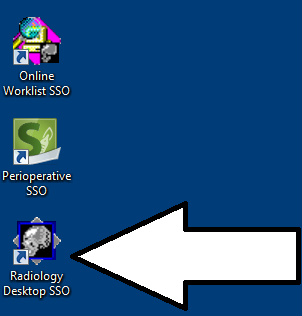 Online
Worklist SSO
Perioperative
SSO
Radiology
Desktop SSO